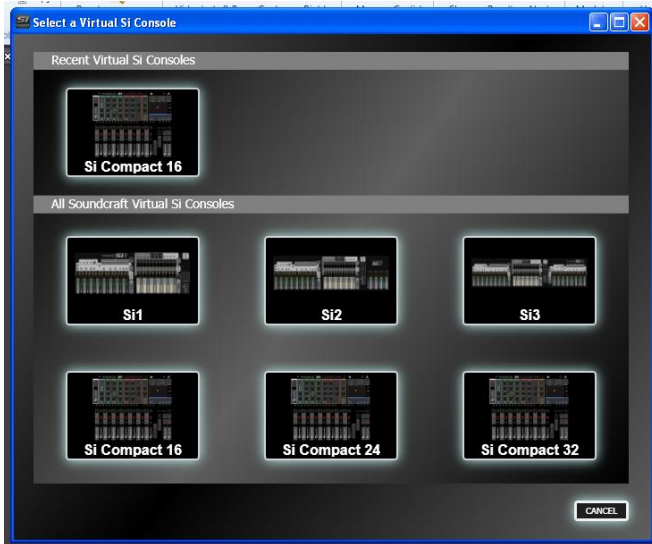 Select a Virtual Si Console
Recent Virtual Si Consoles
Si Compact 16
All Soundcraft Virtual Si Consoles
Si1
Si2
Si3
Si Compact 16
Si Compact 24
Si Compact 32
CANCEL